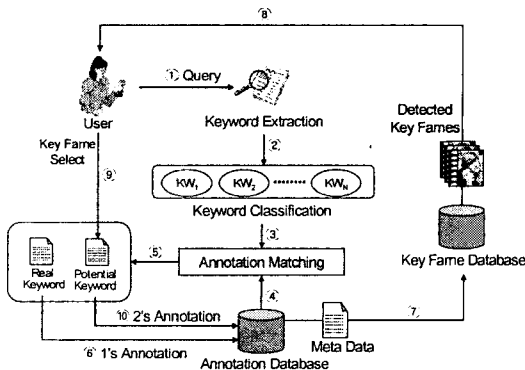 ⑧
① Query
User
Keyword Extraction
Detected
Key Fames
Key Fame
Select
②
⑨
KW₁ KW₂ ········ KWN
Keyword Classification
Key Fame Database
③
⑤
Annotation Matching
Real
Keyword
Potential
Keyword
④
⑦
⑩ 2's Annotation
Meta Data
⑥ 1's Annotation
Annotation Database